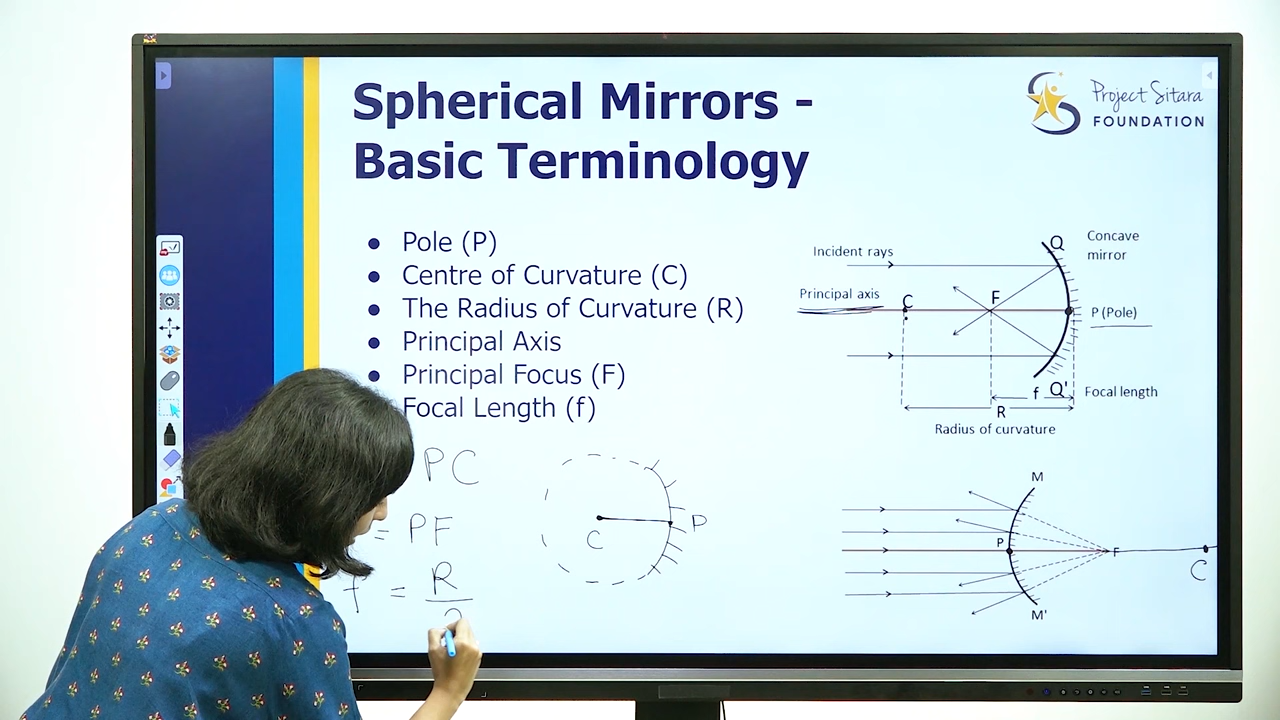 Spherical Mirrors -
Basic Terminology
Project Sitara
FOUNDATION
● Pole (P)
● Centre of Curvature (C)
● The Radius of Curvature (R)
● Principal Axis
● Principal Focus (F)
Focal Length (f)
PC
= PF
f = R
2
C
P
Q
Concave
mirror
Incident rays
Principal axis
C
F
P (Pole)
f
Q'
Focal length
R
Radius of curvature
M
P
F
C
M'